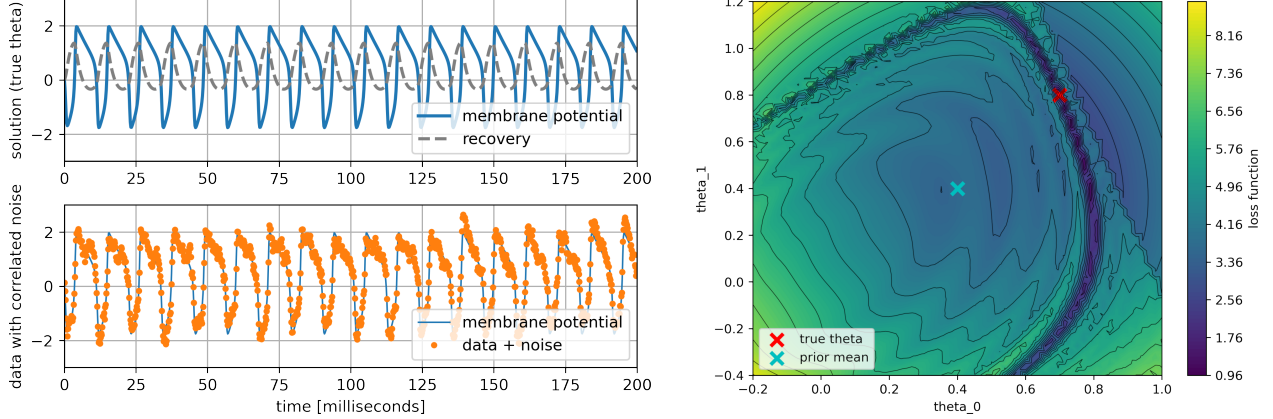 solution (true theta)
2
0
−2
membrane potential
recovery
0 25 50 75 100 125 150 175 200
data with correlated noise
2
0
−2
membrane potential
data + noise
0 25 50 75 100 125 150 175 200
time [milliseconds]
theta_1
1.2
1.0
0.8
0.6
0.4
0.2
0.0
−0.2
−0.4
true theta
prior mean
−0.2 0.0 0.2 0.4 0.6 0.8 1.0
theta_0
8.16
7.36
6.56
5.76
4.96
4.16
3.36
2.56
1.76
0.96
loss function